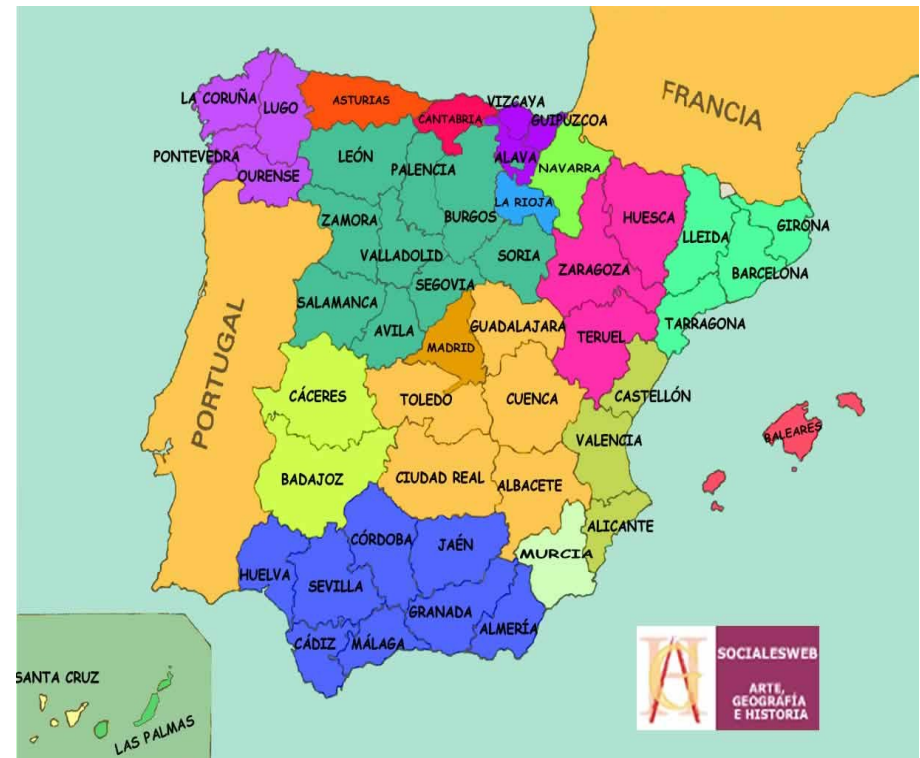 FRANCIA
PORTUGAL
LA CORUÑA
LUGO
ASTURIAS
CANTABRIA
VIZCAYA
GUIPUZCOA
PONTEVEDRA
OURENSE
LEÓN
PALENCIA
ALAVA
NAVARRA
LA RIOJA
BURGOS
HUESCA
LLEIDA
GIRONA
ZAMORA
VALLADOLID
SORIA
ZARAGOZA
BARCELONA
SEGOVIA
SALAMANCA
AVILA
MADRID
GUADALAJARA
TERUEL
TARRAGONA
CÁCERES
TOLEDO
CUENCA
CASTELLÓN
VALENCIA
BALEARES
BADAJOZ
CIUDAD REAL
ALBACETE
ALICANTE
MURCIA
CÓRDOBA
JAÉN
HUELVA
SEVILLA
GRANADA
ALMERÍA
CÁDIZ
MÁLAGA
SANTA CRUZ
LAS PALMAS
SOCIALESWEB
ARTE,
GEOGRAFÍA
E HISTORIA